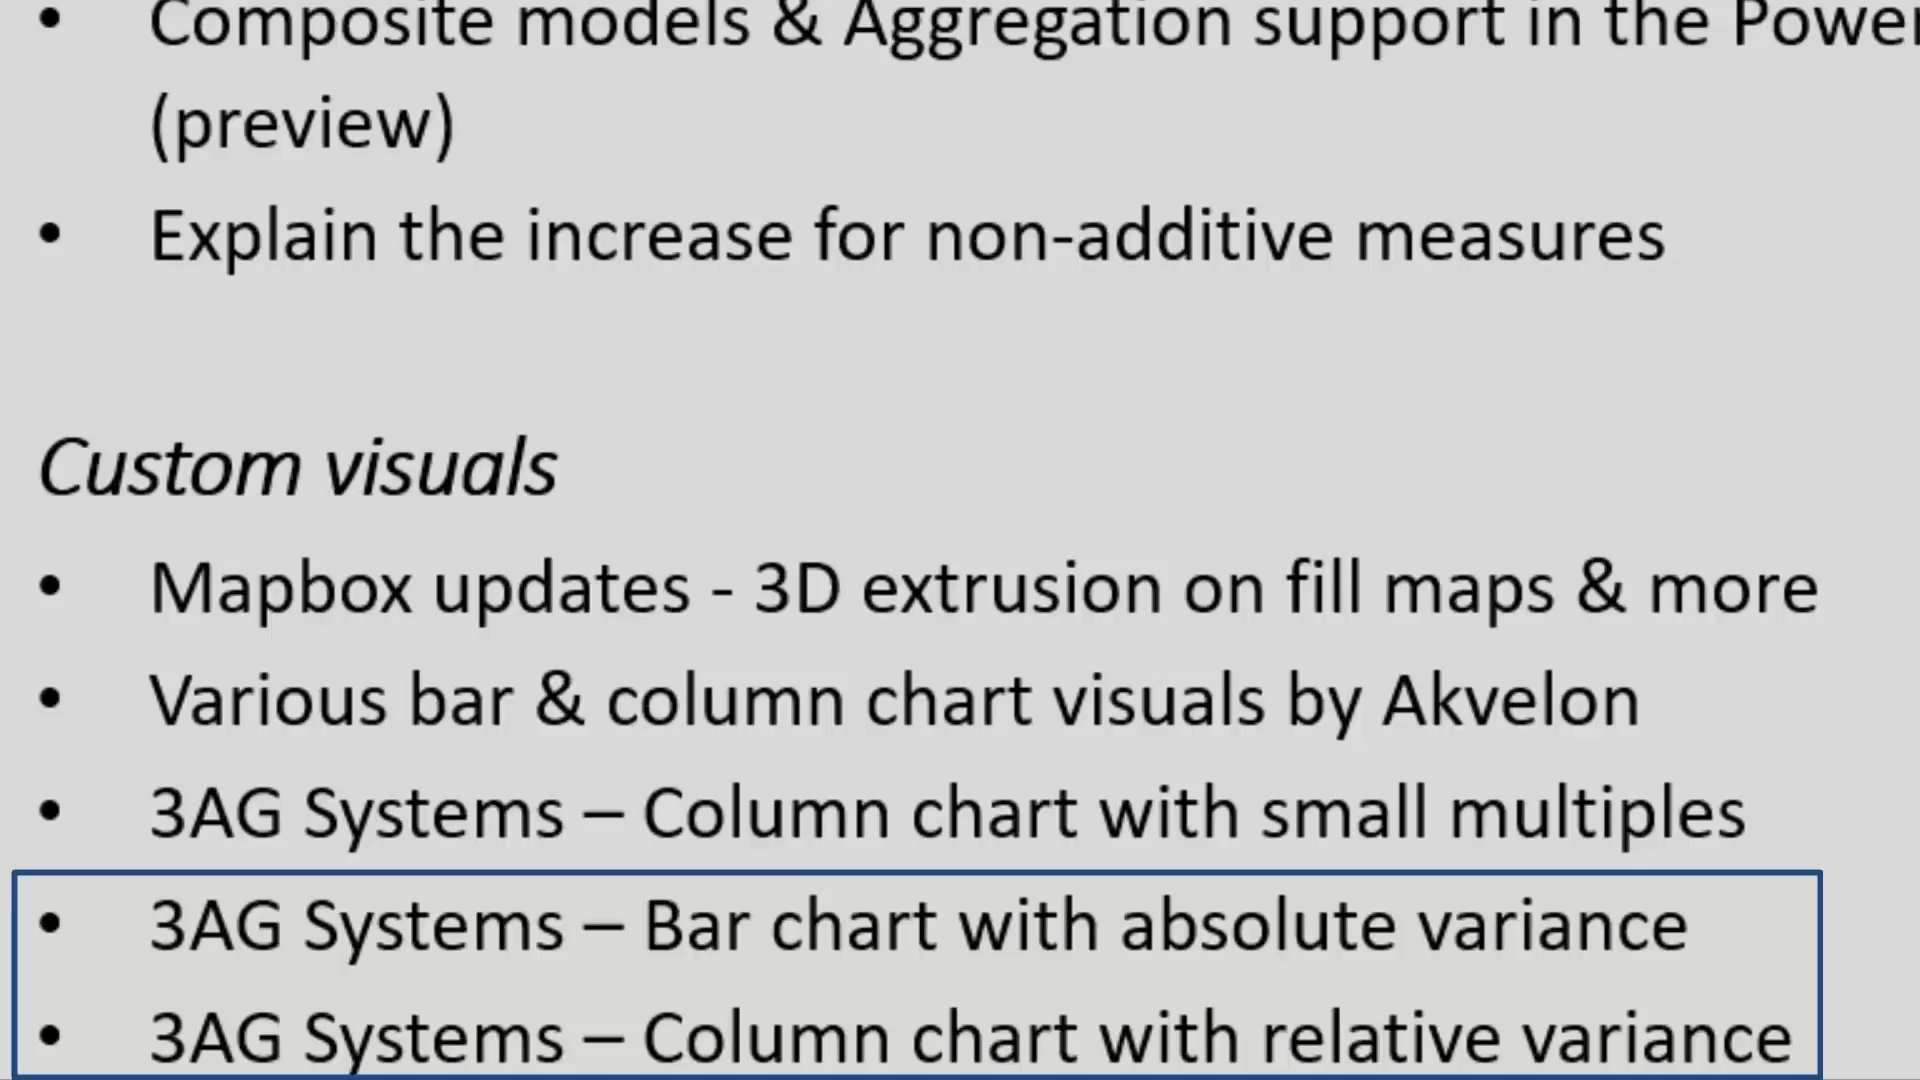 • Composite models & Aggregation support in the Power
(preview)
• Explain the increase for non-additive measures
Custom visuals
• Mapbox updates - 3D extrusion on fill maps & more
• Various bar & column chart visuals by Akvelon
• 3AG Systems – Column chart with small multiples
• 3AG Systems – Bar chart with absolute variance
• 3AG Systems – Column chart with relative variance